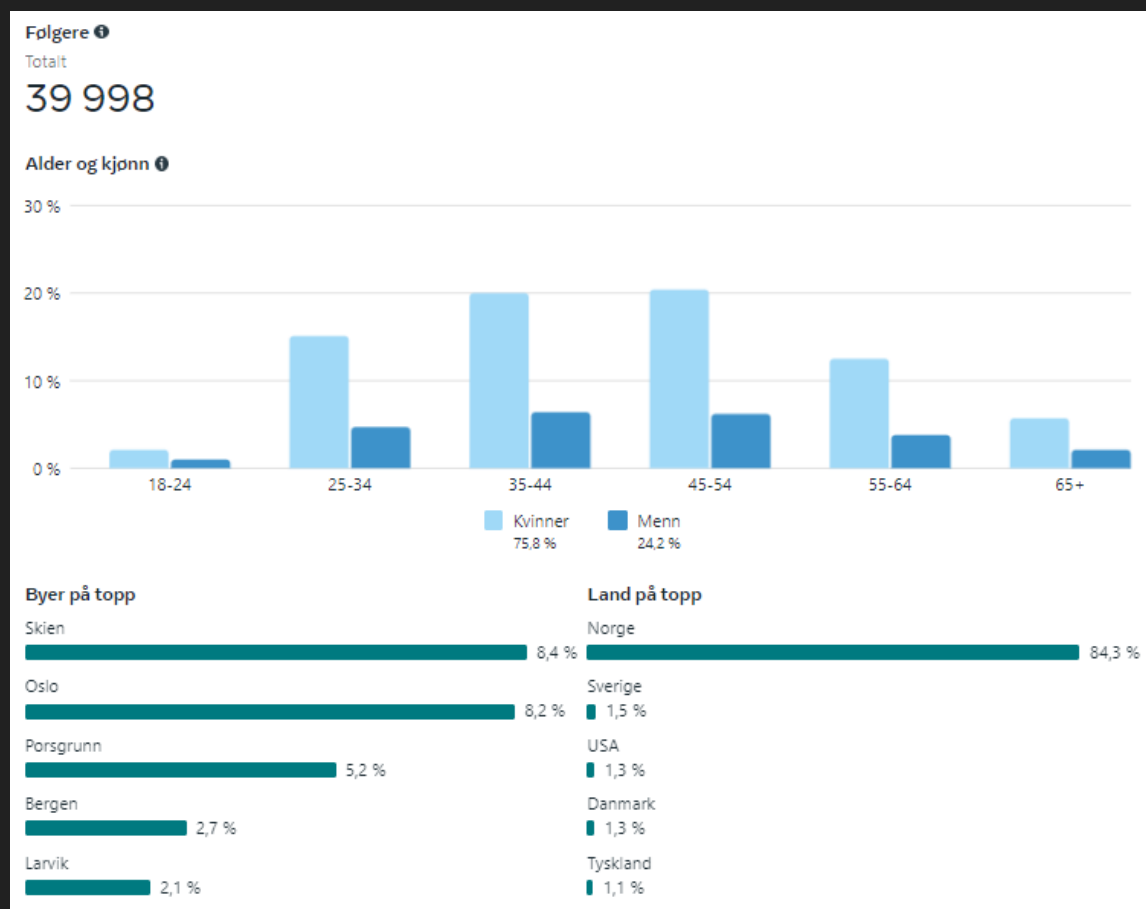 Følgere
Totalt
39 998
Alder og kjønn
30 %
20 %
10 %
0 %
18-24 25-34 35-44 45-54 55-64 65+
Kvinner Menn
75,8 % 24,2 %
Byer på topp
Skien
8,4 %
Oslo
8,2 %
Porsgrunn
5,2 %
Bergen
2,7 %
Larvik
2,1 %
Land på topp
Norge
84,3 %
Sverige
1,5 %
USA
1,3 %
Danmark
1,3 %
Tyskland
1,1 %